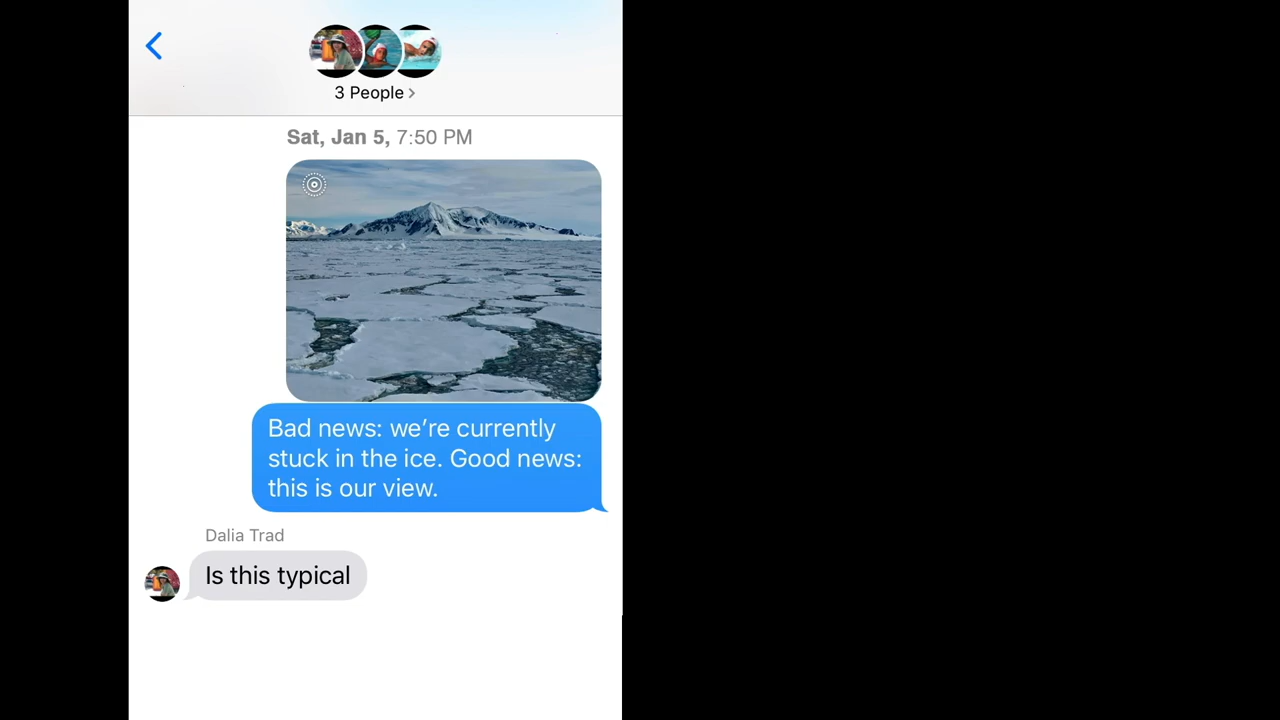 3 People >
Sat, Jan 5, 7:50 PM
Bad news: we’re currently
stuck in the ice. Good news:
this is our view.
Dalia Trad
Is this typical